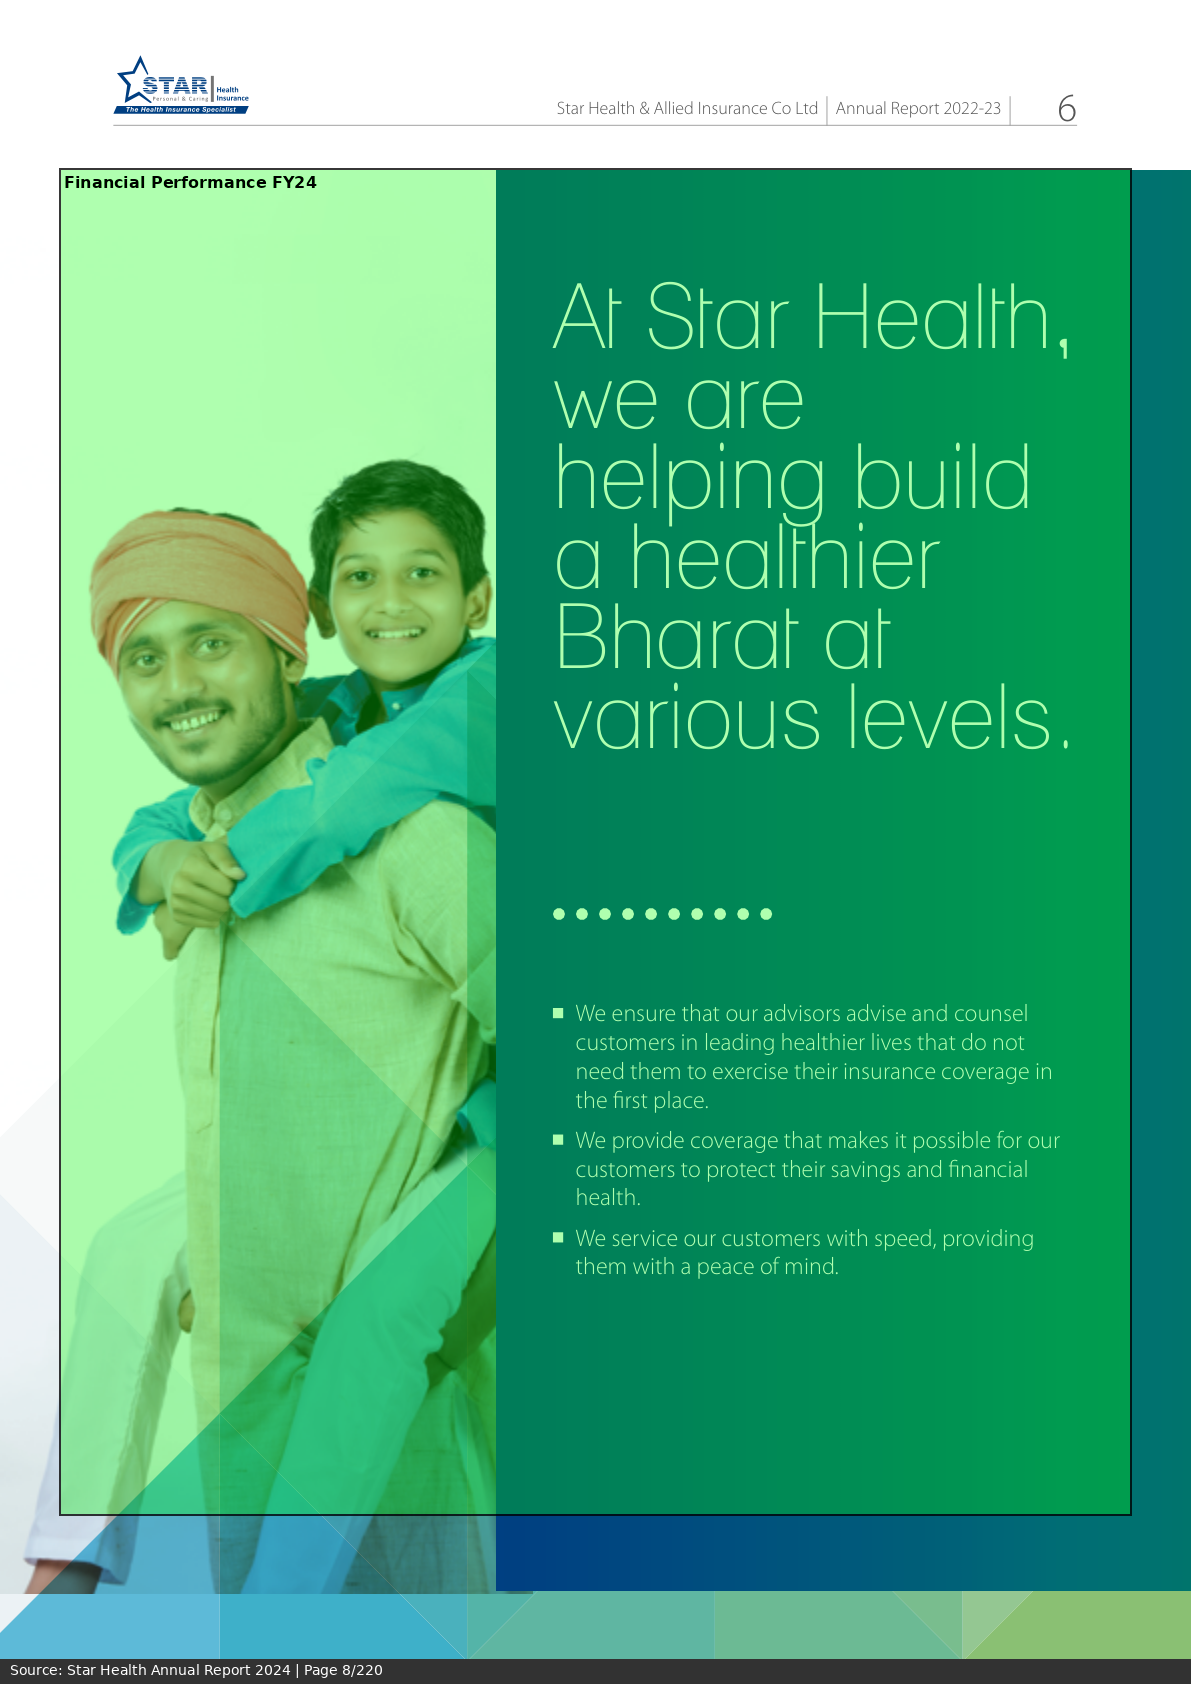 STAR
Health
Insurance
Personal & Caring
The Health Insurance Specialist
Star Health & Allied Insurance Co Ltd | Annual Report 2022-23 | 6
Financial Performance FY24
At Star Health,
we are
helping build
a healthier
Bharat at
various levels.
■ We ensure that our advisors advise and counsel
customers in leading healthier lives that do not
need them to exercise their insurance coverage in
the first place.
■ We provide coverage that makes it possible for our
customers to protect their savings and financial
health.
■ We service our customers with speed, providing
them with a peace of mind.
Source: Star Health Annual Report 2024 | Page 8/220